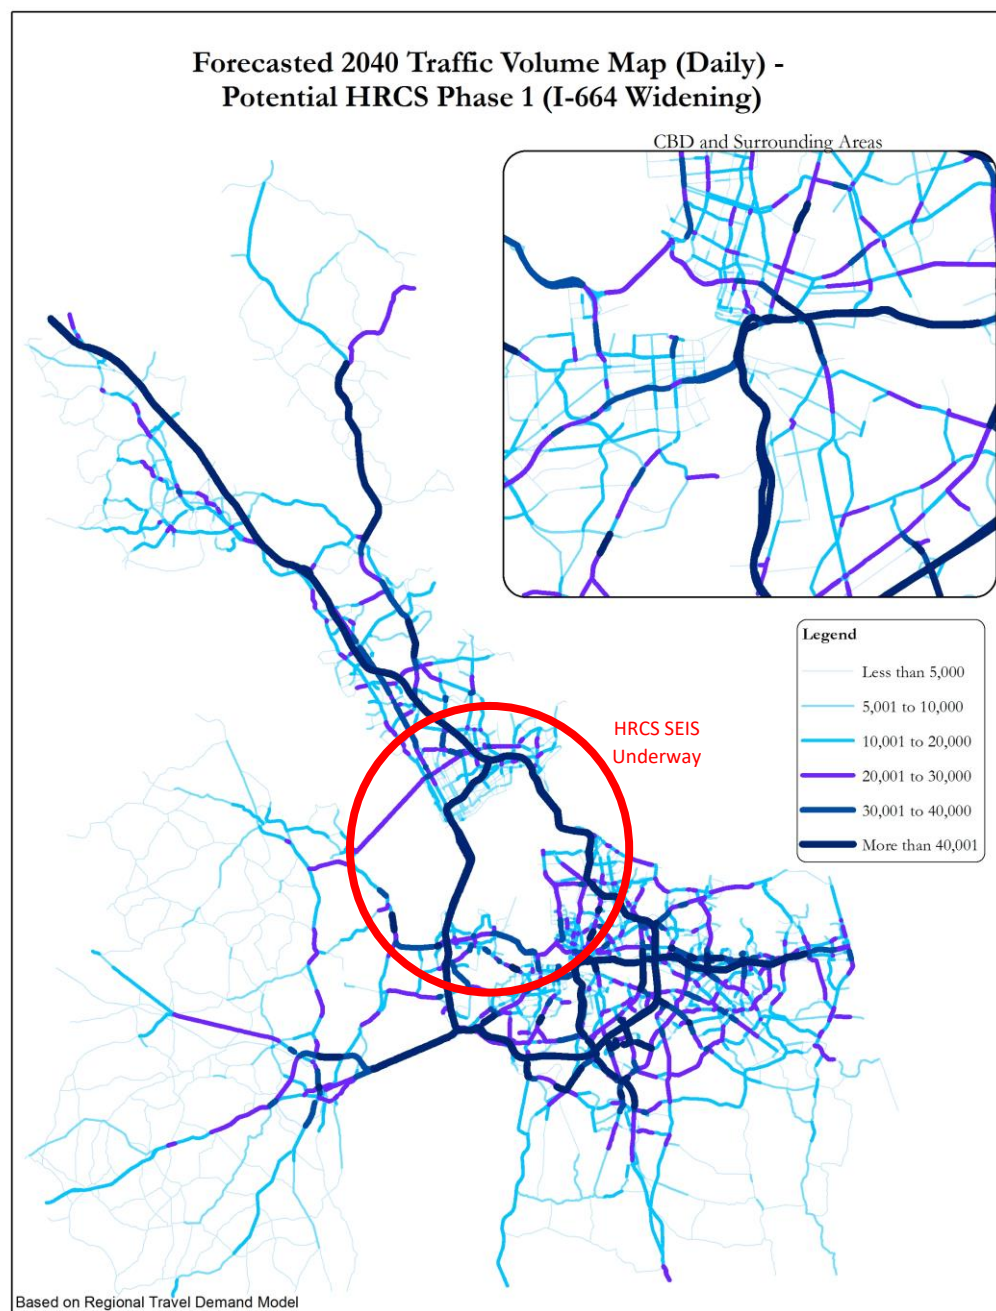 Forecasted 2040 Traffic Volume Map (Daily) -
Potential HRCS Phase 1 (I-664 Widening)
CBD and Surrounding Areas
Legend
Less than 5,000
5,001 to 10,000
10,001 to 20,000
20,001 to 30,000
30,001 to 40,000
More than 40,001
HRCS SEIS
Underway
Based on Regional Travel Demand Model